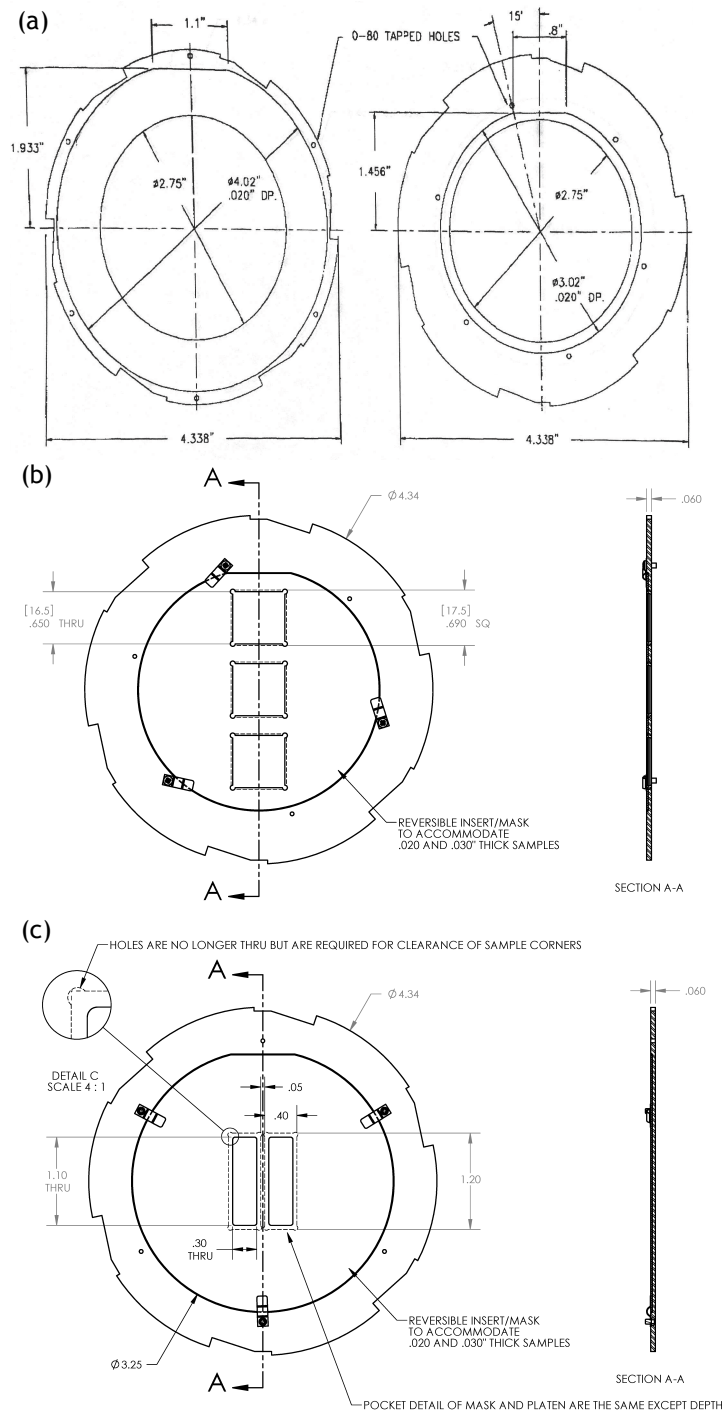 (a)
1.1"
15'
.8"
0-80 TAPPED HOLES
1.933"
ø2.75"
ø4.02"
.020" DP.
1.456"
ø2.75"
ø3.02"
.020" DP.
4.338"
4.338"
(b)
A
Ø4.34
.060
[16.5]
.650 THRU
[17.5]
.690 SQ
REVERSIBLE INSERT/MASK
TO ACCOMMODATE
.020 AND .030" THICK SAMPLES
A
SECTION A-A
(c)
HOLES ARE NO LONGER THRU BUT ARE REQUIRED FOR CLEARANCE OF SAMPLE CORNERS
A
Ø4.34
.060
DETAIL C
SCALE 4 : 1
.05
.40
1.10
THRU
1.20
.30
THRU
REVERSIBLE INSERT/MASK
TO ACCOMMODATE
.020 AND .030" THICK SAMPLES
Ø3.25
A
SECTION A-A
POCKET DETAIL OF MASK AND PLATEN ARE THE SAME EXCEPT DEPTH